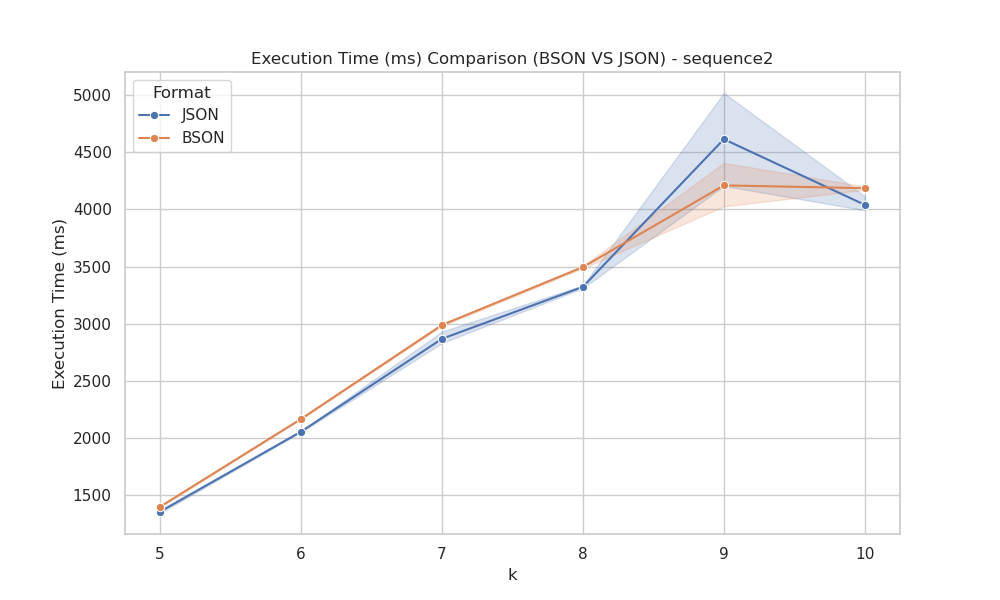 Execution Time (ms) Comparison (BSON VS JSON) - sequence2
Format
JSON
BSON
Execution Time (ms)
5000
4500
4000
3500
3000
2500
2000
1500
5 6 7 8 9 10
k